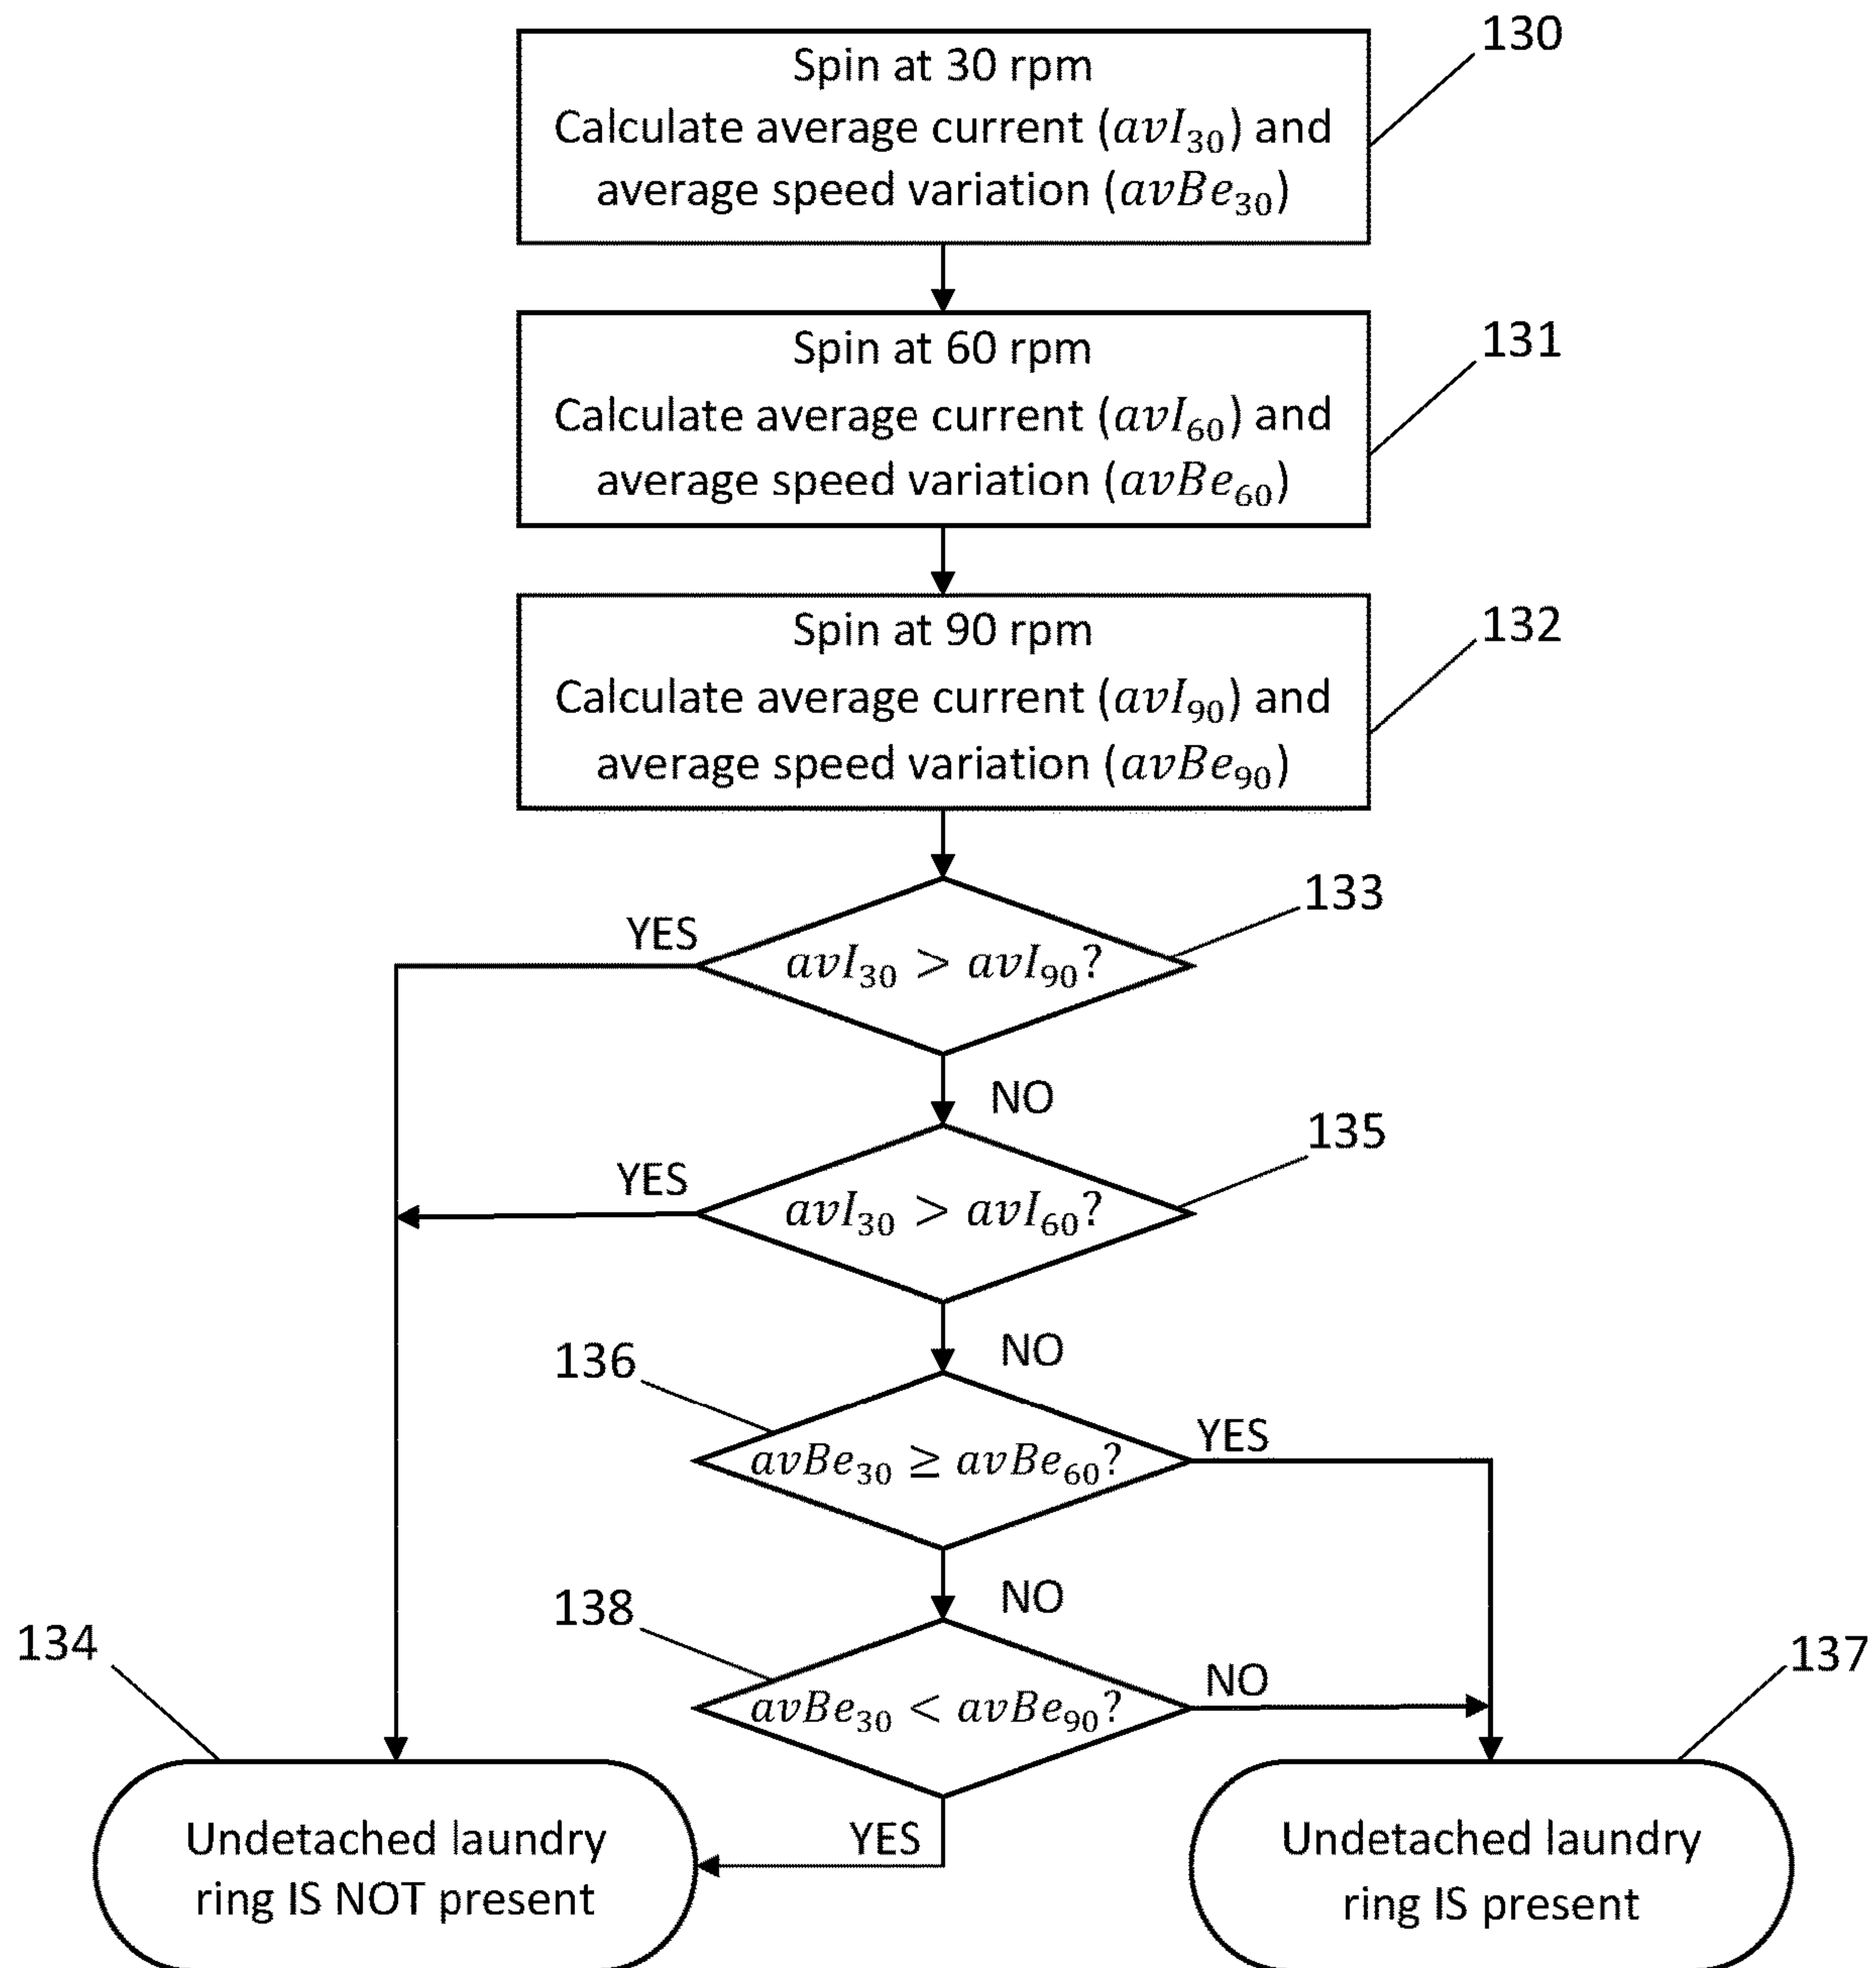 Spin at 30 rpm
130
Calculate average current (avI₃₀) and
average speed variation (avBe₃₀)
Spin at 60 rpm
131
Calculate average current (avI₆₀) and
average speed variation (avBe₆₀)
Spin at 90 rpm
132
Calculate average current (avI₉₀) and
average speed variation (avBe₉₀)
133
YES
avI₃₀ > avI₉₀?
NO
135
YES
avI₃₀ > avI₆₀?
NO
136
YES
avBe₃₀ ≥ avBe₆₀?
NO
138
134
NO
137
avBe₃₀ < avBe₉₀?
YES
Undetached laundry
ring IS NOT present
Undetached laundry
ring IS present